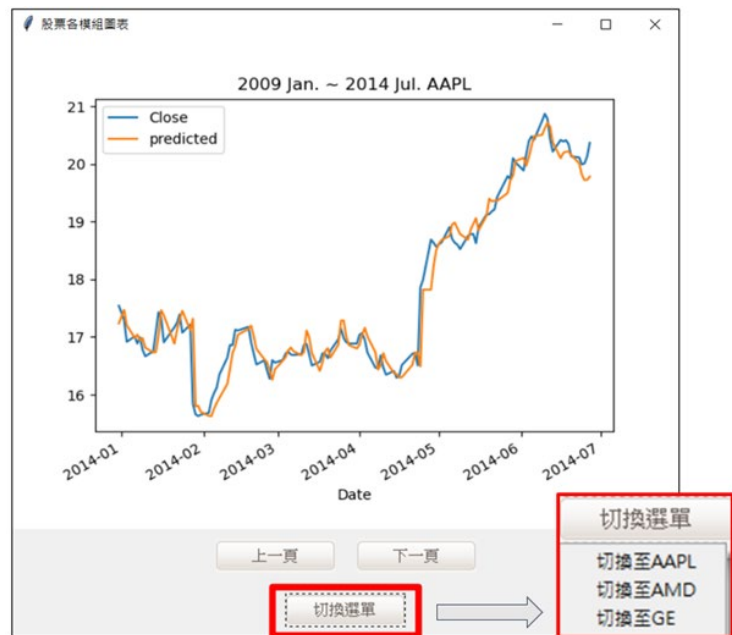 股票各模組圖表
2009 Jan. ~ 2014 Jul. AAPL
Close
predicted
21
20
19
18
17
16
2014-01
2014-02
2014-03
2014-04
2014-05
2014-06
2014-07
Date
上一頁
下一頁
切換選單
切換選單
切換至AAPL
切換至AMD
切換至GE